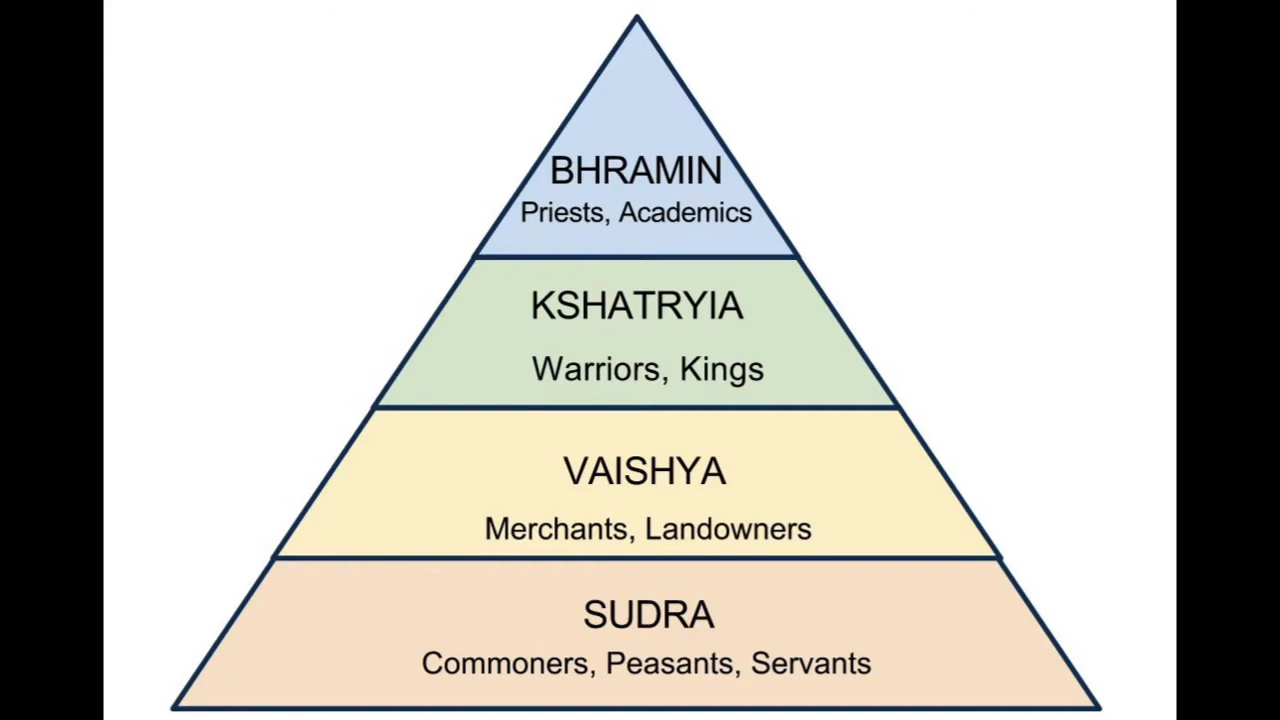 BHRAMIN
Priests, Academics
KSHATRYIA
Warriors, Kings
VAISHYA
Merchants, Landowners
SUDRA
Commoners, Peasants, Servants